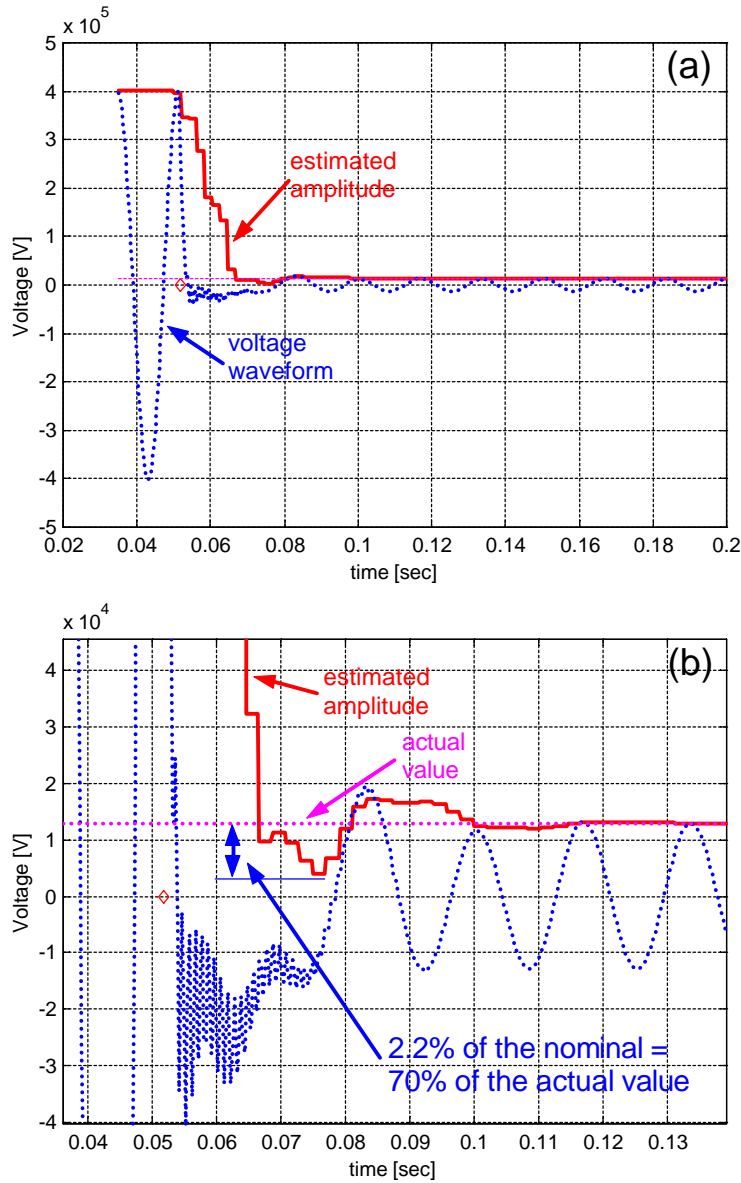 x 10^5
(a)
5
4
3
2
1
0
-1
-2
-3
-4
-5
Voltage [V]
estimated
amplitude
voltage
waveform
0.02 0.04 0.06 0.08 0.1 0.12 0.14 0.16 0.18 0.2
time [sec]
x 10^4
(b)
4
3
2
1
0
-1
-2
-3
-4
Voltage [V]
estimated
amplitude
actual
value
2.2% of the nominal =
70% of the actual value
0.04 0.05 0.06 0.07 0.08 0.09 0.1 0.11 0.12 0.13
time [sec]